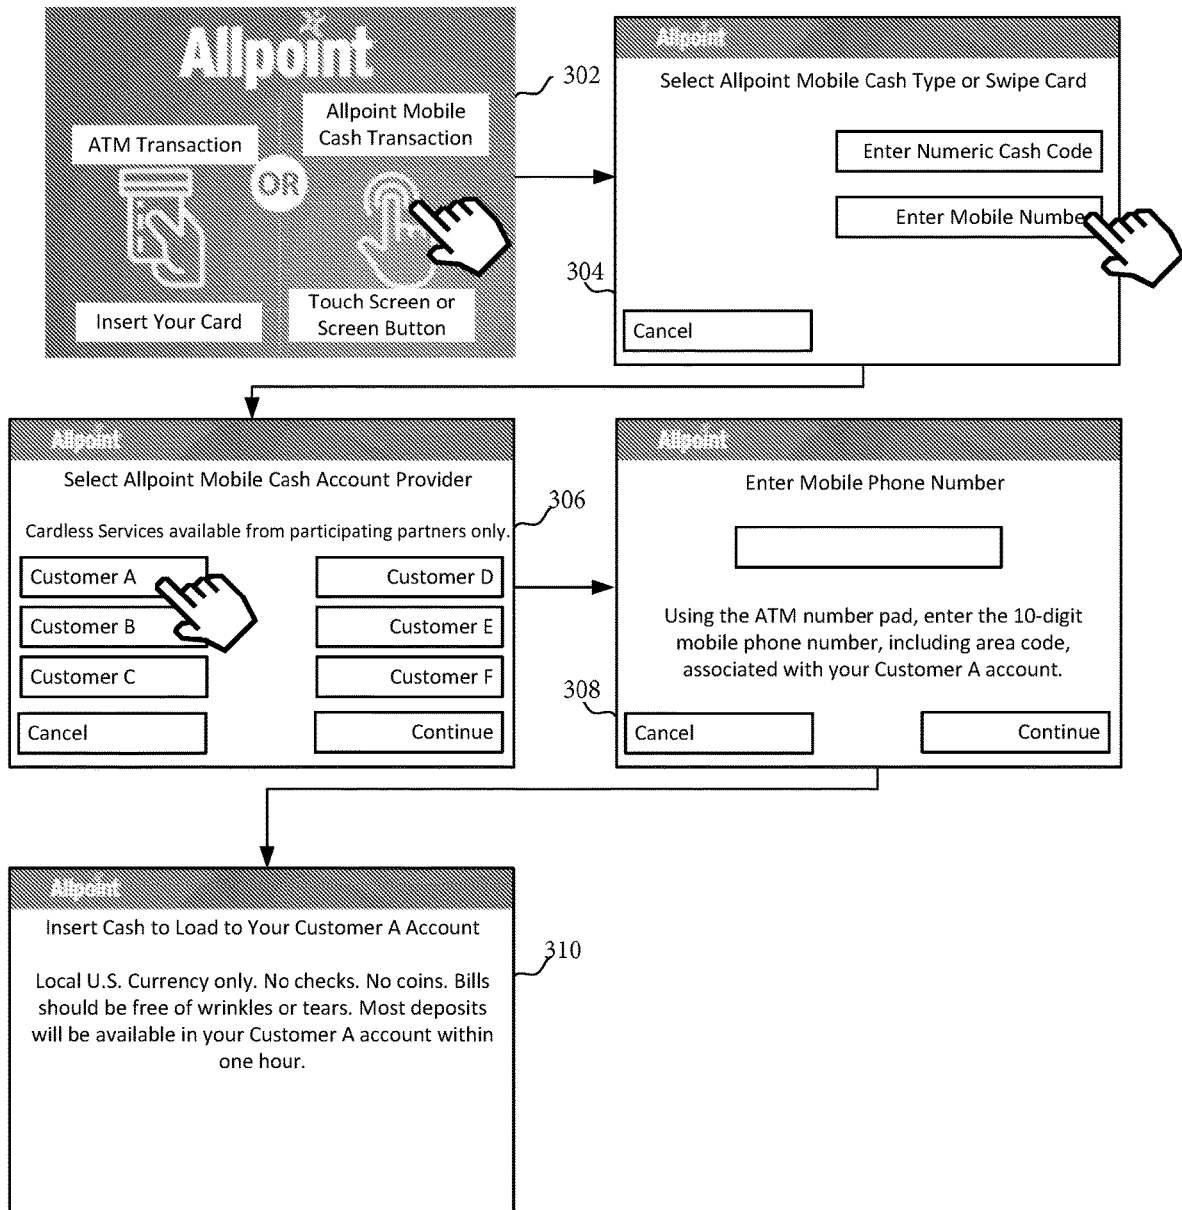 Allpoint
302
ATM Transaction
OR
Allpoint Mobile
Cash Transaction
Insert Your Card
Touch Screen or
Screen Button
Allpoint
Select Allpoint Mobile Cash Type or Swipe Card
Enter Numeric Cash Code
Enter Mobile Number
304
Cancel
Allpoint
Select Allpoint Mobile Cash Account Provider
306
Cardless Services available from participating partners only.
Customer A
Customer D
Customer B
Customer E
Customer C
Customer F
Cancel
Continue
Allpoint
Enter Mobile Phone Number
Using the ATM number pad, enter the 10-digit
mobile phone number, including area code,
associated with your Customer A account.
308
Cancel
Continue
Allpoint
Insert Cash to Load to Your Customer A Account
310
Local U.S. Currency only. No checks. No coins. Bills
should be free of wrinkles or tears. Most deposits
will be available in your Customer A account within
one hour.